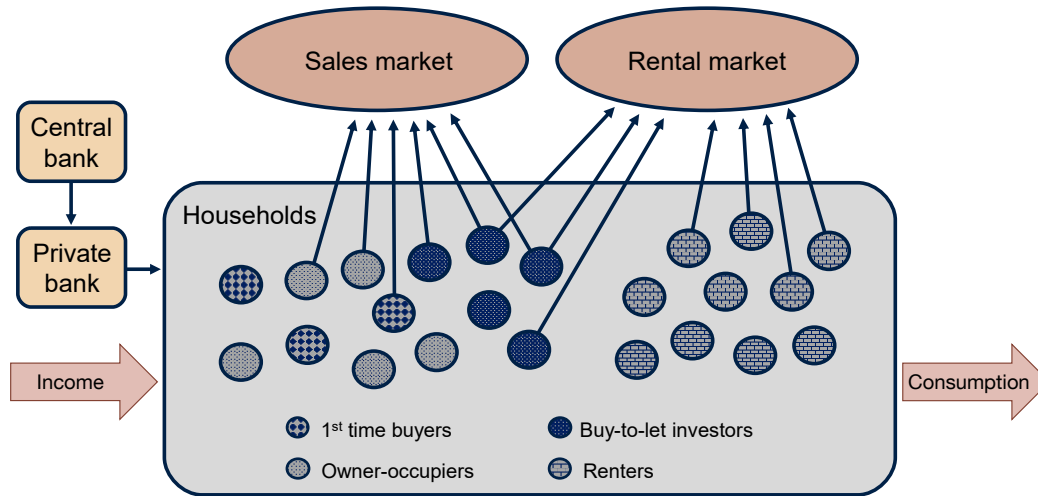 Sales market
Rental market
Central
bank
Households
Private
bank
Income
Consumption
1st time buyers
Buy-to-let investors
Owner-occupiers
Renters